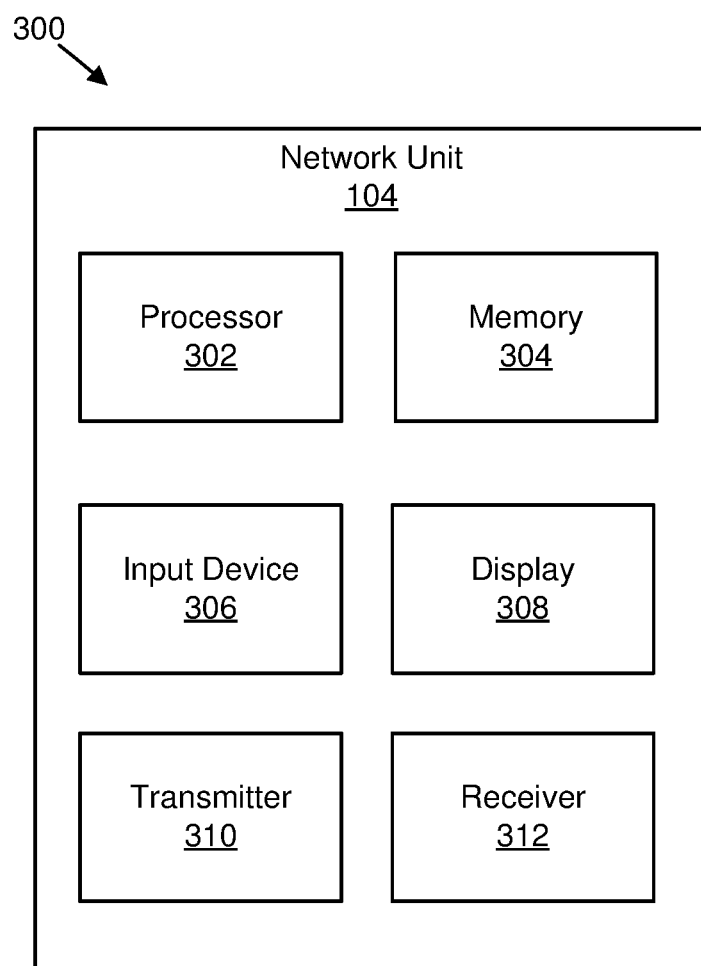 300
Network Unit
104
Processor
302
Memory
304
Input Device
306
Display
308
Transmitter
310
Receiver
312